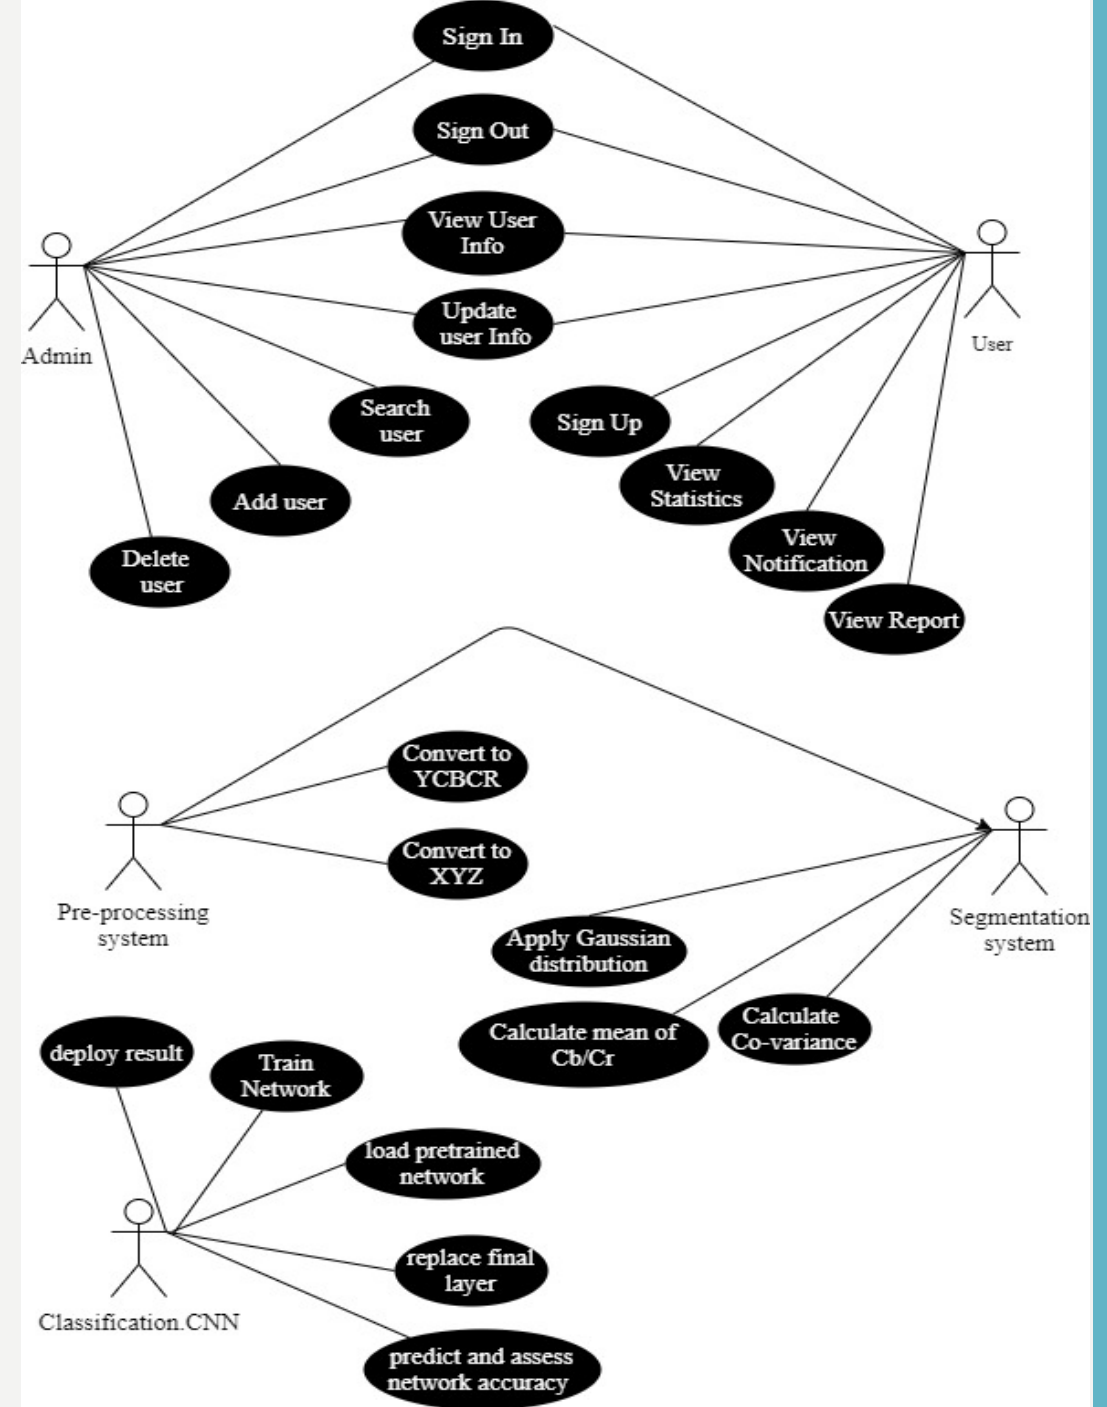 Sign In
Sign Out
View User
Info
Update
user Info
Admin
User
Search
user
Sign Up
Add user
View
Statistics
Delete
user
View
Notification
View Report
Convert to
YCBCR
Convert to
XYZ
Pre-processing
system
Segmentation
system
Apply Gaussian
distribution
Calculate mean of
Cb/Cr
Calculate
Co-variance
deploy result
Train
Network
load pretrained
network
replace final
layer
Classification.CNN
predict and assess
network accuracy